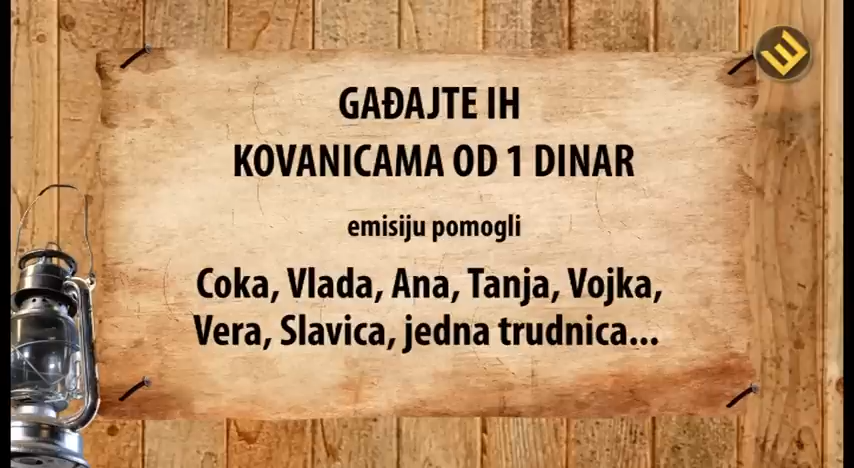 GAĐAJTE IH
KOVANICAMA OD 1 DINAR
emisiju pomogli
Coka, Vlada, Ana, Tanja, Vojka,
Vera, Slavica, jedna trudnica...